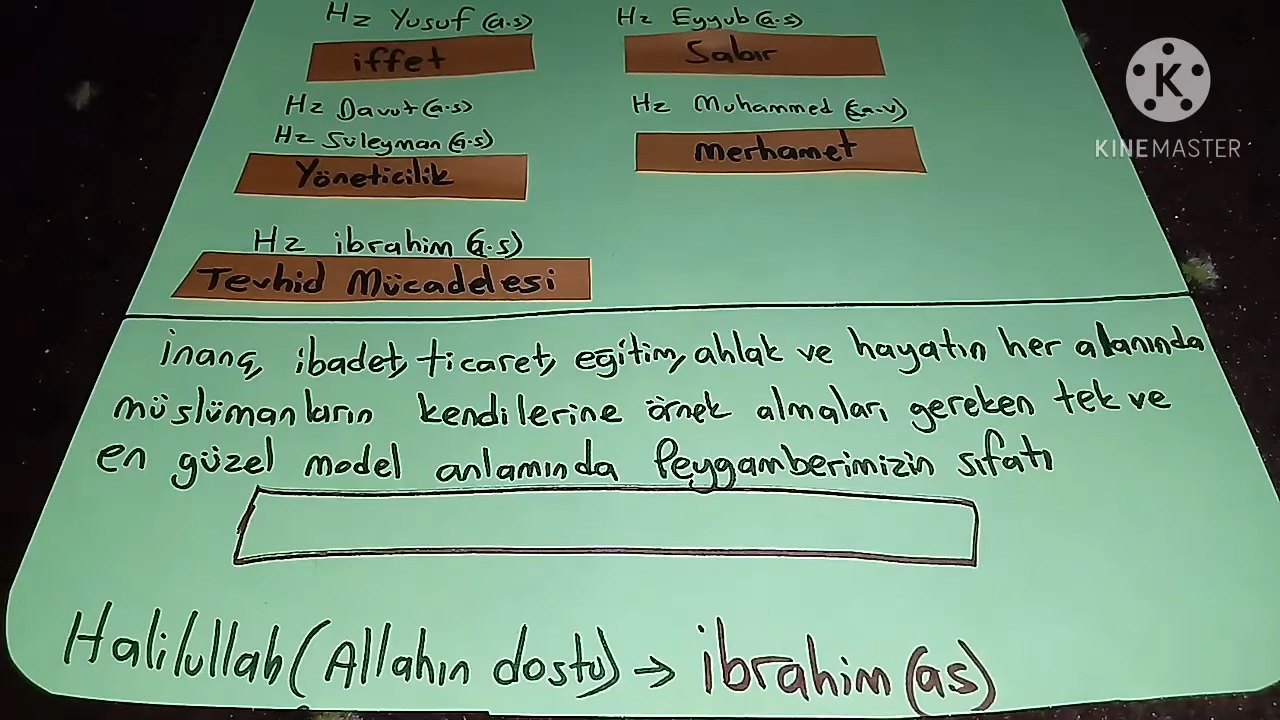 Hz Yusuf (a.s)
iffet
Hz Eyyub (a.s)
Sabır
Hz Davut (a.s)
Hz Süleyman (a.s)
Yöneticilik
Hz Muhammed (s.a.v)
Merhamet
Hz ibrahim (a.s)
Tevhid Mücadelesi
inanç, ibadet, ticaret, eğitim, ahlak ve hayatın her alanında
müslümanların kendilerine örnek almaları gereken tek ve
en güzel model anlamında Peygamberimizin sıfatı
Halilullah (Allahın dostu) → ibrahim (as)
K
KINEMASTER